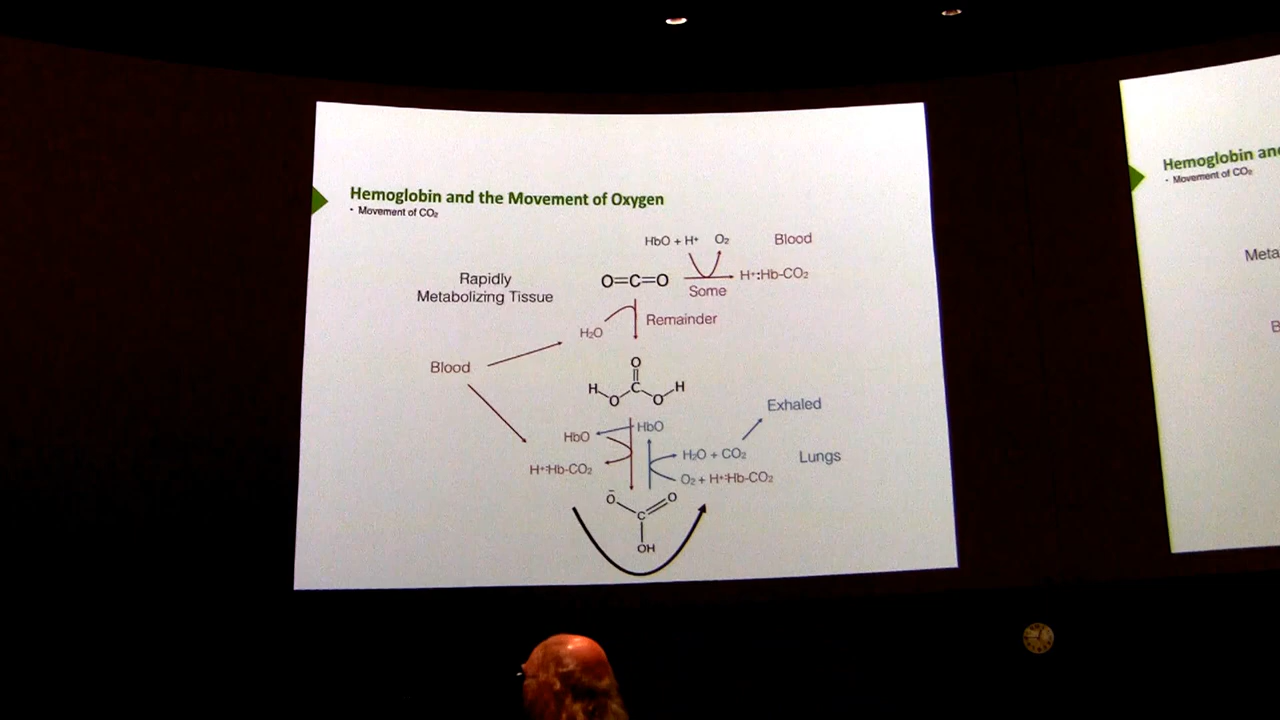 Hemoglobin and the Movement of Oxygen
• Movement of CO₂
HbO + H⁺ O₂ Blood
Rapidly
Metabolizing Tissue
O=C=O
H⁺:Hb-CO₂
Some
Remainder
H₂O
Blood
O
H C H
O O
Exhaled
HbO
HbO
H₂O + CO₂
Lungs
H⁺:Hb-CO₂
O₂ + H⁺:Hb-CO₂
O⁻ O
C
OH
Hemoglobin and
• Movement of CO₂
Meta
B